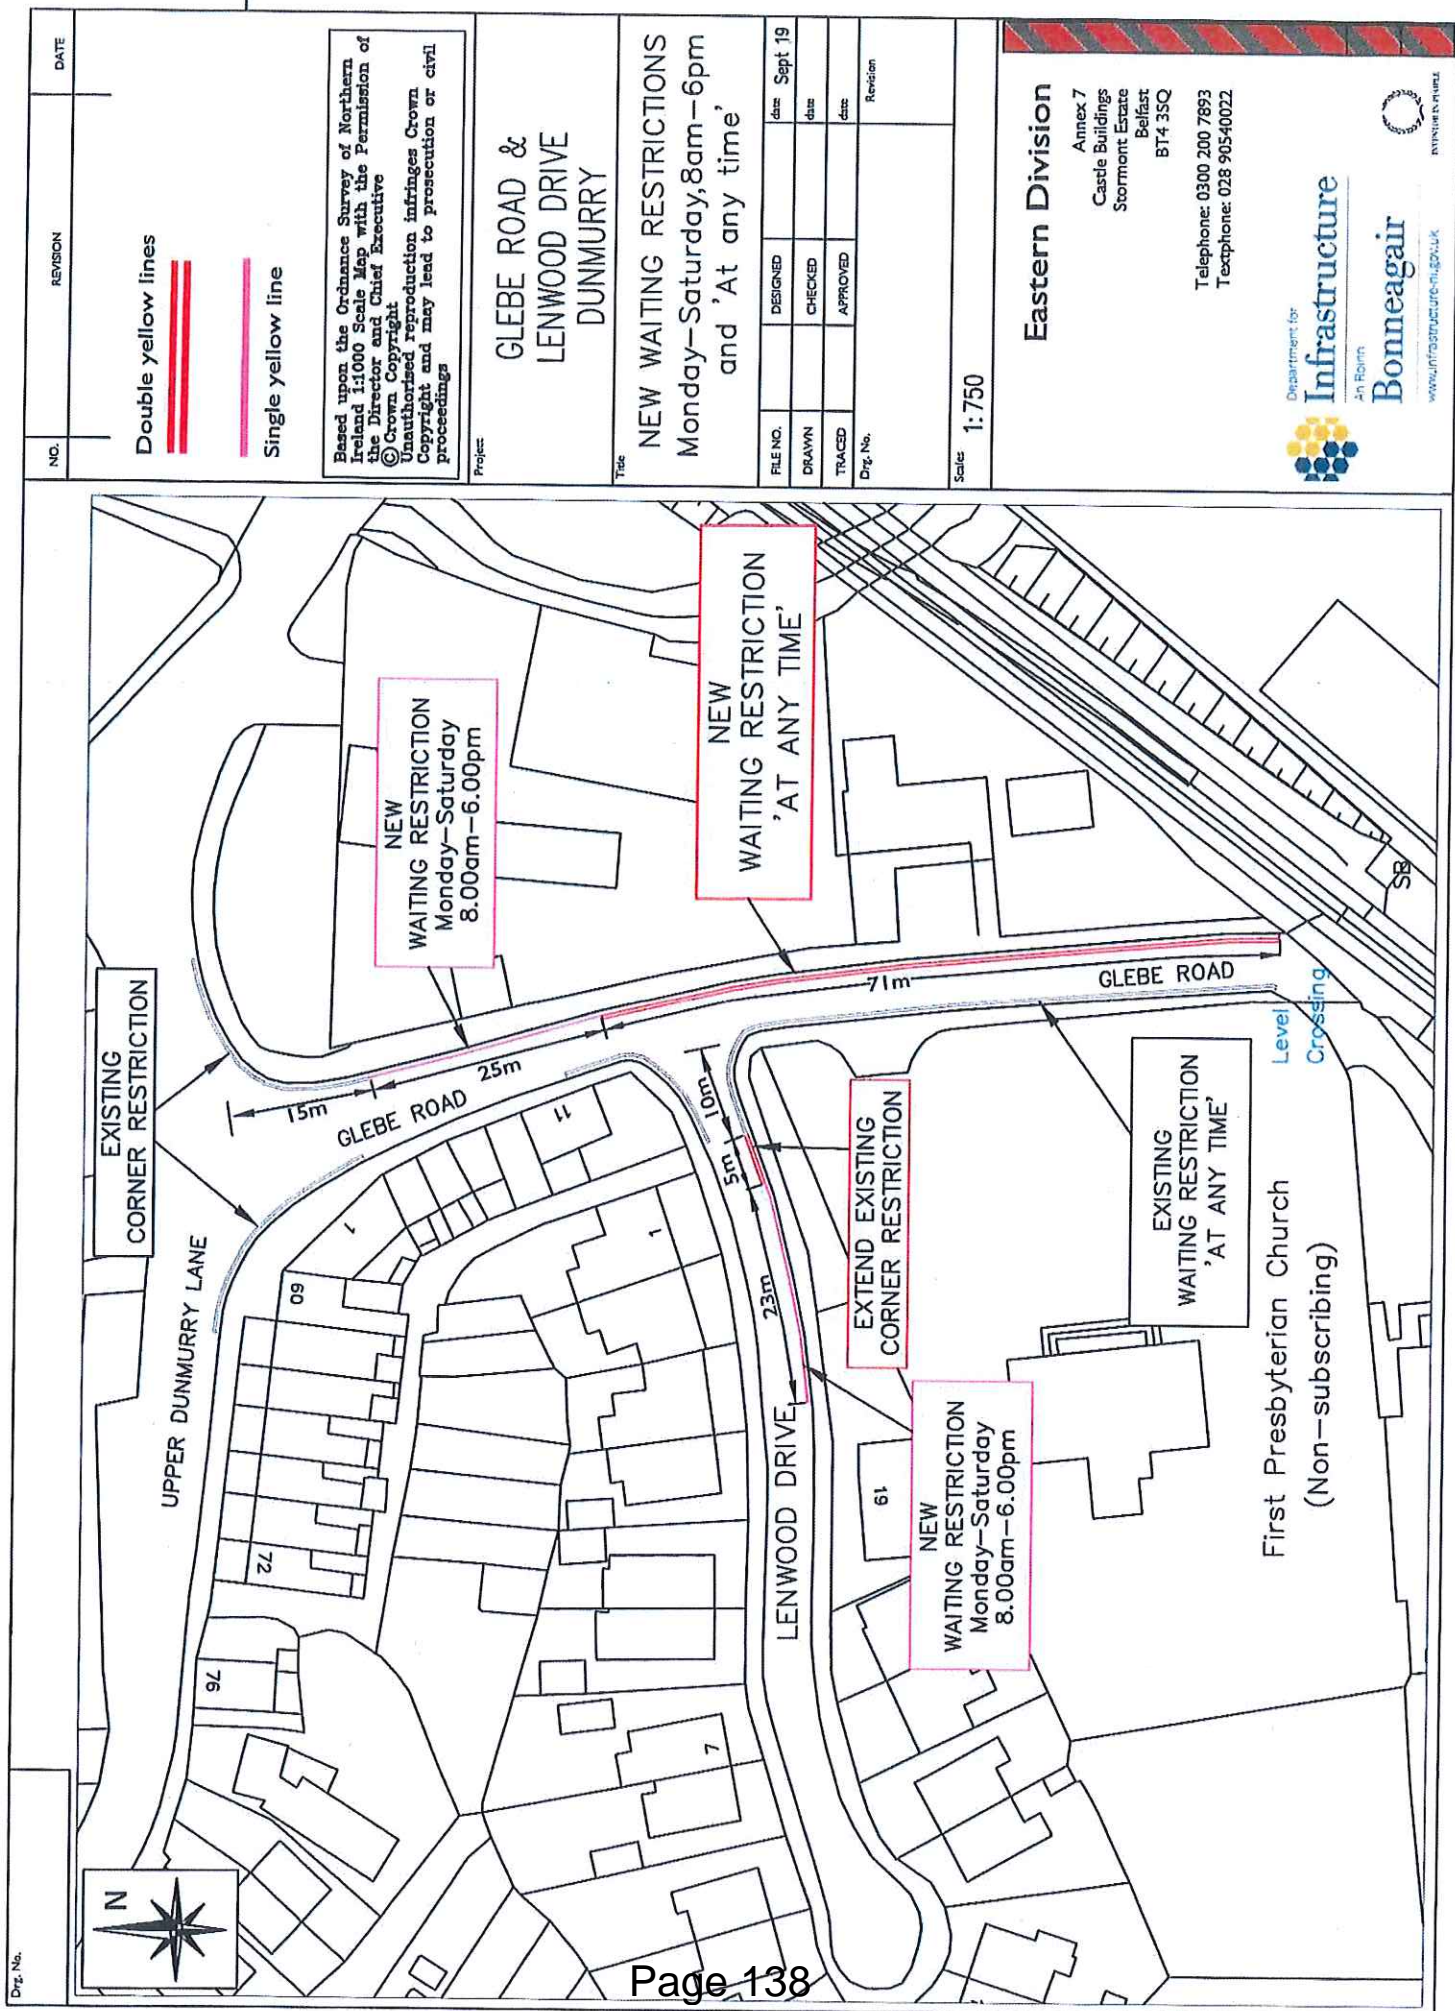 Drg. No.
N
UPPER DUNMURRY LANE
76
72
60
1
11
1
7
19
EXISTING
CORNER RESTRICTION
15m
25m
GLEBE ROAD
NEW
WAITING RESTRICTION
Monday-Saturday
8.00am-6.00pm
NEW
WAITING RESTRICTION
'AT ANY TIME'
71m
GLEBE ROAD
10m
5m
23m
LENWOOD DRIVE
LENWOOD DRIVE
EXTEND EXISTING
CORNER RESTRICTION
NEW
WAITING RESTRICTION
Monday-Saturday
8.00am-6.00pm
EXISTING
WAITING RESTRICTION
'AT ANY TIME'
Level
Crossing
SB
First Presbyterian Church
(Non-subscribing)
NO.
REVISION
DATE
Double yellow lines
Single yellow line
Based upon the Ordnance Survey of Northern
Ireland 1:1000 Scale Map with the Permission of
the Director and Chief Executive
© Crown Copyright
Unauthorised reproduction infringes Crown
Copyright and may lead to prosecution or civil
proceedings
Project
GLEBE ROAD &
LENWOOD DRIVE
DUNMURRY
Title
NEW WAITING RESTRICTIONS
Monday-Saturday,8am-6pm
and 'At any time'
FILE NO. DESIGNED date Sept 19
DRAWN CHECKED date
TRACED APPROVED date
Drg. No. Revision
Scales 1:750
Eastern Division
Annex 7
Castle Buildings
Stormont Estate
Belfast
BT4 3SQ
Telephone: 0300 200 7893
Textphone: 028 90540022
Department for
Infrastructure
An Roinn
Bonneagair
www.infrastructure-ni.gov.uk
INVESTOR IN PEOPLE
Page 138